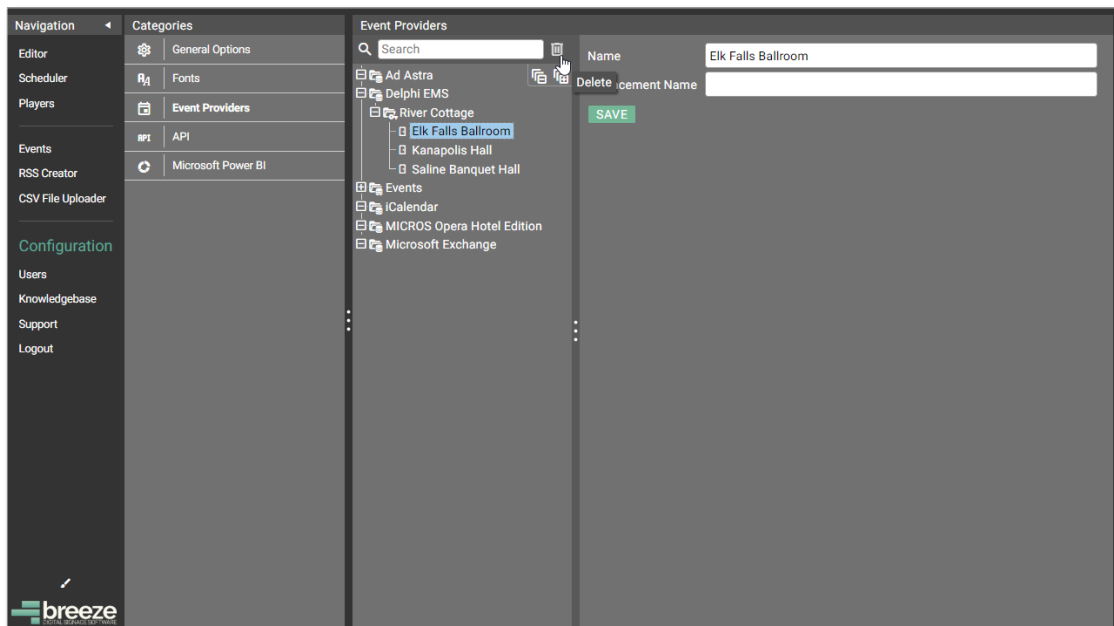 Navigation
Editor
Scheduler
Players
Events
RSS Creator
CSV File Uploader
Configuration
Users
Knowledgebase
Support
Logout
breeze
DIGITAL SIGNAGE SOFTWARE
Categories
General Options
Fonts
Event Providers
API API
Microsoft Power BI
Event Providers
Search
Ad Astra
Delphi EMS
River Cottage
Elk Falls Ballroom
Kanapolis Hall
Saline Banquet Hall
Events
iCalendar
MICROS Opera Hotel Edition
Microsoft Exchange
Delete
Name Elk Falls Ballroom
cement Name
SAVE